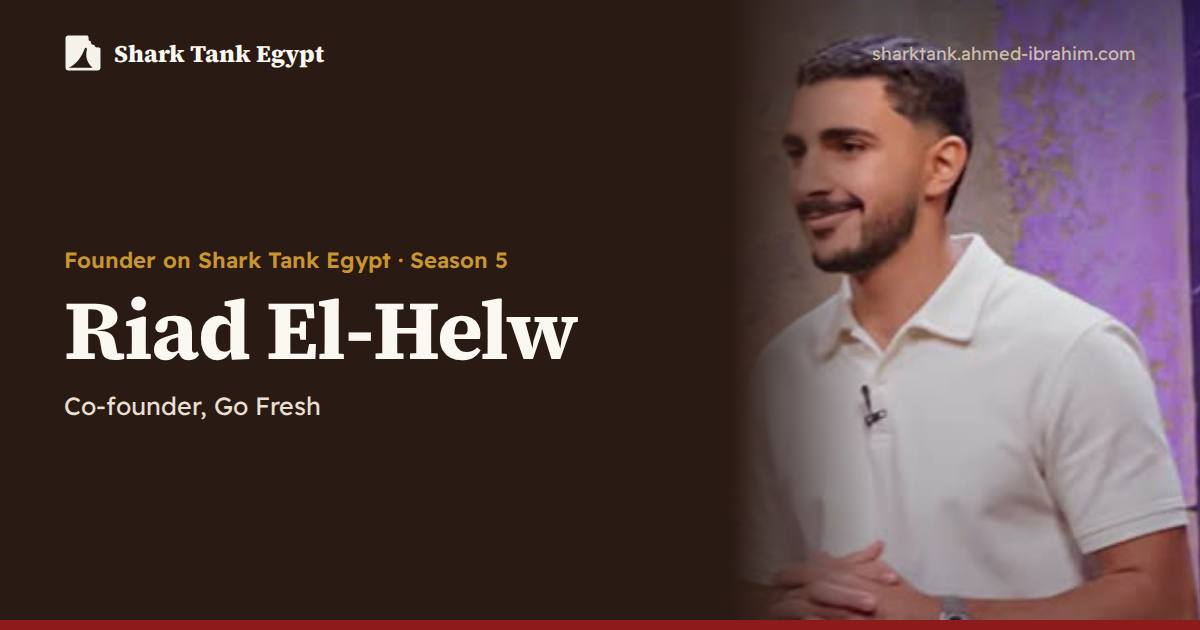 Shark Tank Egypt
sharktank.ahmed-ibrahim.com
Founder on Shark Tank Egypt · Season 5
Riad El-Helw
Co-founder, Go Fresh